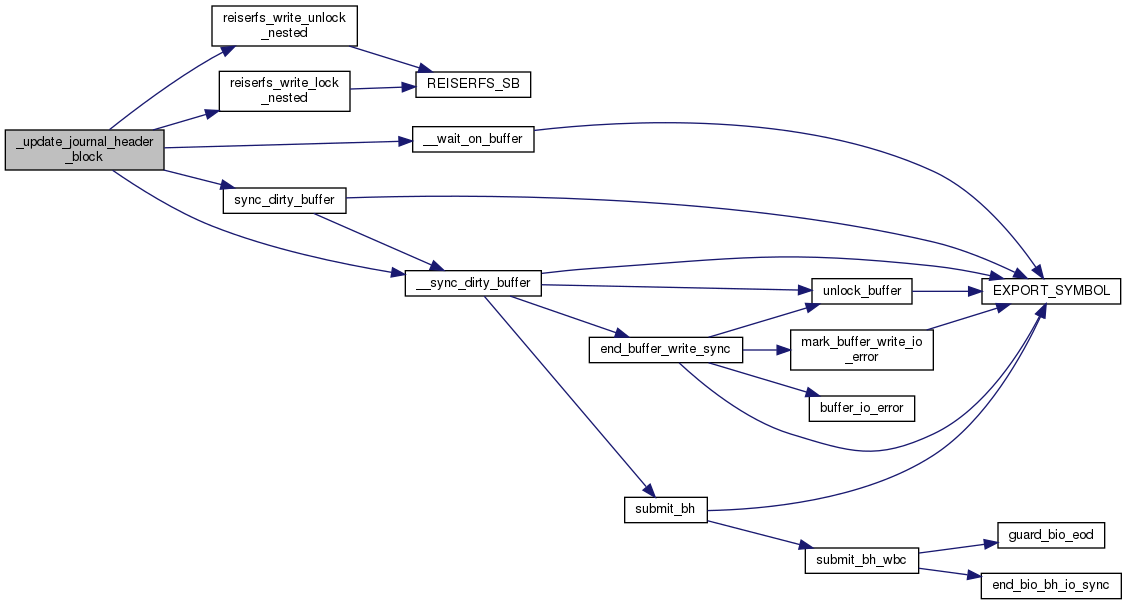 reiserfs_write_unlock
_nested
reiserfs_write_lock
_nested
REISERFS_SB
_update_journal_header
_block
__wait_on_buffer
sync_dirty_buffer
__sync_dirty_buffer
unlock_buffer
EXPORT_SYMBOL
end_buffer_write_sync
mark_buffer_write_io
_error
buffer_io_error
submit_bh
guard_bio_eod
submit_bh_wbc
end_bio_bh_io_sync